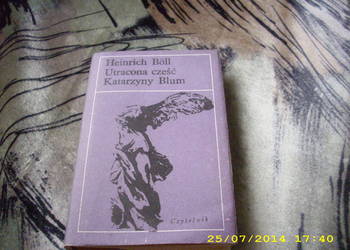 Heinrich Böll
Utracona cześć
Katarzyny Blum
Czytelnik
25/07/2014 17:40